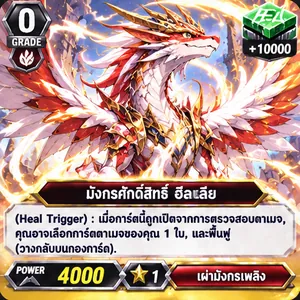 0
GRADE
HEAL
+10000
มังกรศักดิ์สิทธิ์
(Heal Trigger) : เมื่อการ์ดนี้ถูกเปิดจากการตรวจสอบดาเมจ,
คุณอาจเลือกการ์ดดาเมจของคุณ 1 ใบ, และฟื้นฟู
(วางกลับบนกองการ์ด).
POWER 4000 1 เผ่ามังกรเพลิง